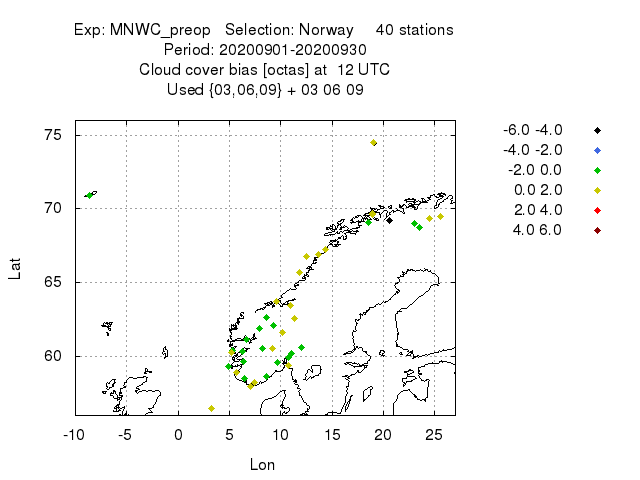 Exp: MNWC_preop   Selection: Norway     40 stations
Period: 20200901-20200930
Cloud cover bias [octas] at  12 UTC
Used {03,06,09} + 03 06 09
-6.0 -4.0
-4.0 -2.0
-2.0 0.0
0.0 2.0
2.0 4.0
4.0 6.0
75
70
65
60
Lat
-10 -5 0 5 10 15 20 25
Lon